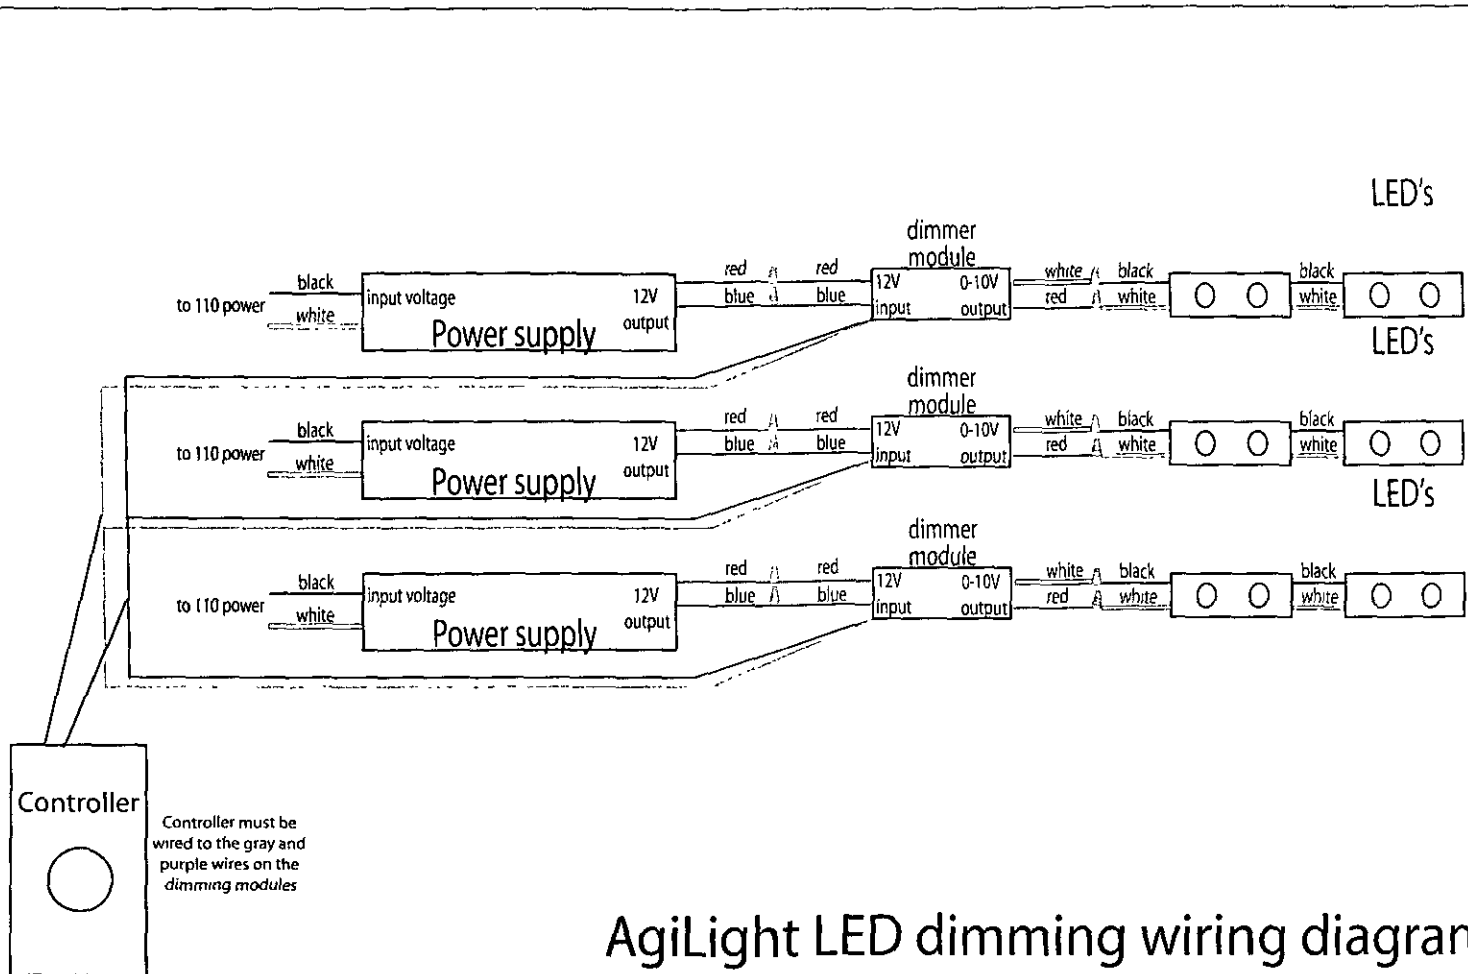 LED's
dimmer
module
black
to 110 power
white
input voltage
12V
output
Power supply
red
red
blue
blue
12V
0-10V
input
output
white
black
red
white
black
white
LED's
dimmer
module
black
to 110 power
white
input voltage
12V
output
Power supply
red
red
blue
blue
12V
0-10V
input
output
white
black
red
white
black
white
LED's
dimmer
module
black
to 110 power
white
input voltage
12V
output
Power supply
red
red
blue
blue
12V
0-10V
input
output
white
black
red
white
black
white
Controller
Controller must be
wired to the gray and
purple wires on the
dimming modules
AgiLight LED dimming wiring